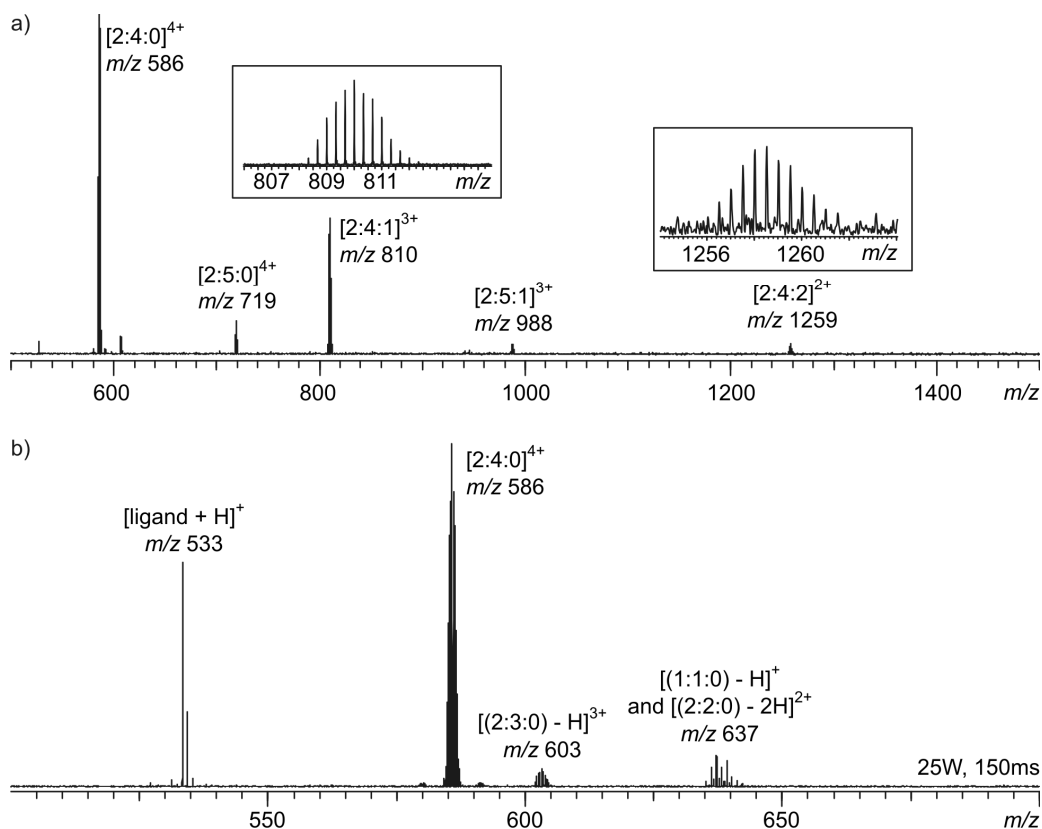 a)
[2:4:0]4+
m/z 586
807 809 811 m/z
[2:4:1]3+
m/z 810
[2:5:0]4+
m/z 719
[2:5:1]3+
m/z 988
1256 1260 m/z
[2:4:2]2+
m/z 1259
600 800 1000 1200 1400 m/z
b)
[2:4:0]4+
m/z 586
[ligand + H]+
m/z 533
[(2:3:0) - H]3+
m/z 603
[(1:1:0) - H]+
and [(2:2:0) - 2H]2+
m/z 637
25W, 150ms
550 600 650 m/z